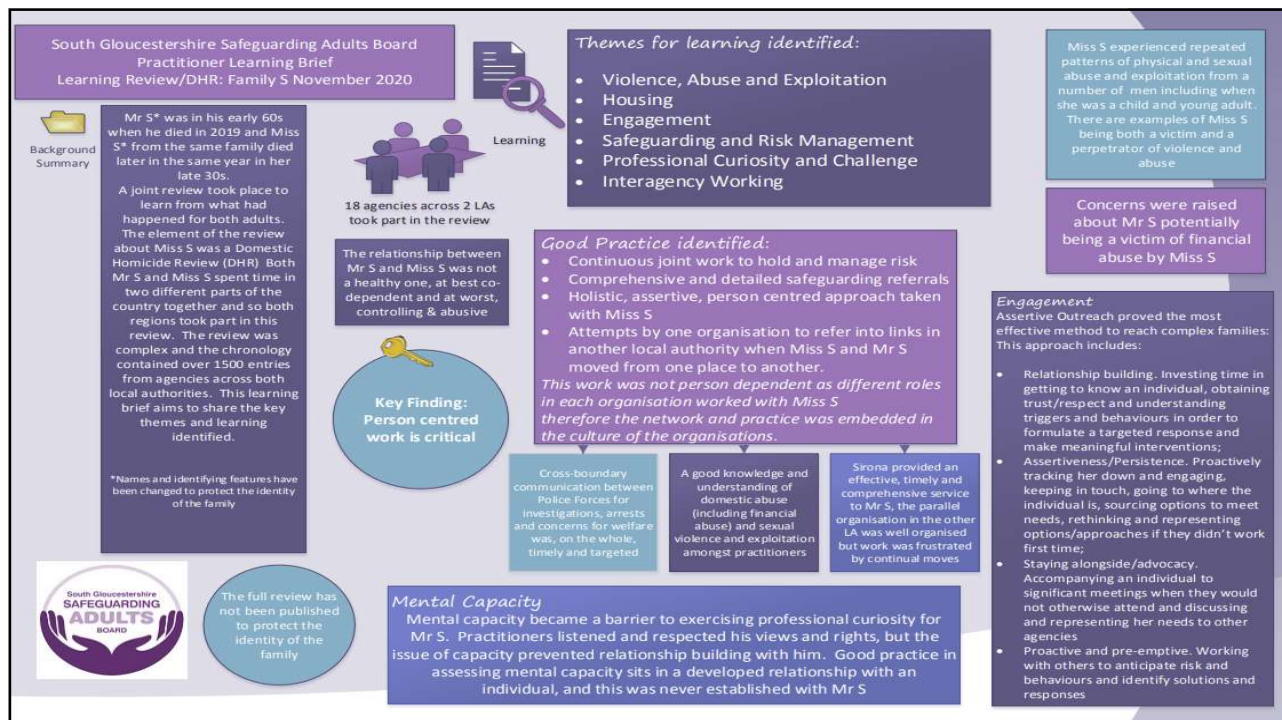 South Gloucestershire Safeguarding Adults Board
Practitioner Learning Brief
Learning Review/DHR: Family S November 2020
Background
Summary
Mr S* was in his early 60s
when he died in 2019 and Miss
S* from the same family died
later in the same year in her
late 30s.
A joint review took place to
learn from what had
happened for both adults.
The element of the review
about Miss S was a Domestic
Homicide Review (DHR) Both
Mr S and Miss S spent time in
two different parts of the
country together and so both
regions took part in this
review. The review was
complex and the chronology
contained over 1500 entries
from agencies across both
local authorities. This learning
brief aims to share the key
themes and learning
identified.
*Names and identifying features have
been changed to protect the identity
of the family
South Gloucestershire
SAFEGUARDING
ADULTS
BOARD
The full review has
not been published
to protect the
identity of the
family
Learning
18 agencies across 2 LAs
took part in the review
The relationship between
Mr S and Miss S was not
a healthy one, at best co-
dependent and at worst,
controlling & abusive
Key Finding:
Person centred
work is critical
Themes for learning identified:
• Violence, Abuse and Exploitation
• Housing
• Engagement
• Safeguarding and Risk Management
• Professional Curiosity and Challenge
• Interagency Working
Good Practice identified:
• Continuous joint work to hold and manage risk
• Comprehensive and detailed safeguarding referrals
• Holistic, assertive, person centred approach taken
with Miss S
• Attempts by one organisation to refer into links in
another local authority when Miss S and Mr S
moved from one place to another.
This work was not person dependent as different roles
in each organisation worked with Miss S
therefore the network and practice was embedded in
the culture of the organisations.
Cross-boundary
communication between
Police Forces for
investigations, arrests
and concerns for welfare
was, on the whole,
timely and targeted
A good knowledge and
understanding of
domestic abuse
(including financial
abuse) and sexual
violence and exploitation
amongst practitioners
Sirona provided an
effective, timely and
comprehensive service
to Mr S, the parallel
organisation in the other
LA was well organised
but work was frustrated
by continual moves
Mental Capacity
Mental capacity became a barrier to exercising professional curiosity for
Mr S. Practitioners listened and respected his views and rights, but the
issue of capacity prevented relationship building with him. Good practice in
assessing mental capacity sits in a developed relationship with an
individual, and this was never established with Mr S
Miss S experienced repeated
patterns of physical and sexual
abuse and exploitation from a
number of men including when
she was a child and young adult.
There are examples of Miss S
being both a victim and a
perpetrator of violence and
abuse
Concerns were raised
about Mr S potentially
being a victim of financial
abuse by Miss S
Engagement
Assertive Outreach proved the most
effective method to reach complex families:
This approach includes:
• Relationship building. Investing time in
getting to know an individual, obtaining
trust/respect and understanding
triggers and behaviours in order to
formulate a targeted response and
make meaningful interventions;
• Assertiveness/Persistence. Proactively
tracking her down and engaging,
keeping in touch, going to where the
individual is, sourcing options to meet
needs, rethinking and representing
options/approaches if they didn't work
first time;
• Staying alongside/advocacy.
Accompanying an individual to
significant meetings when they would
not otherwise attend and discussing
and representing her needs to other
agencies
• Proactive and pre-emptive. Working
with others to anticipate risk and
behaviours and identify solutions and
responses